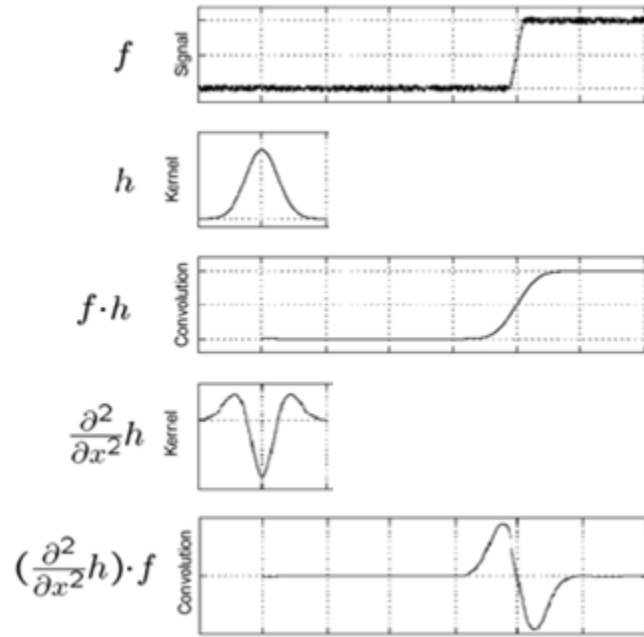 f Signal
h Kernel
f·h Convolution
∂²/∂x² h Kernel
(∂²/∂x² h)·f Convolution